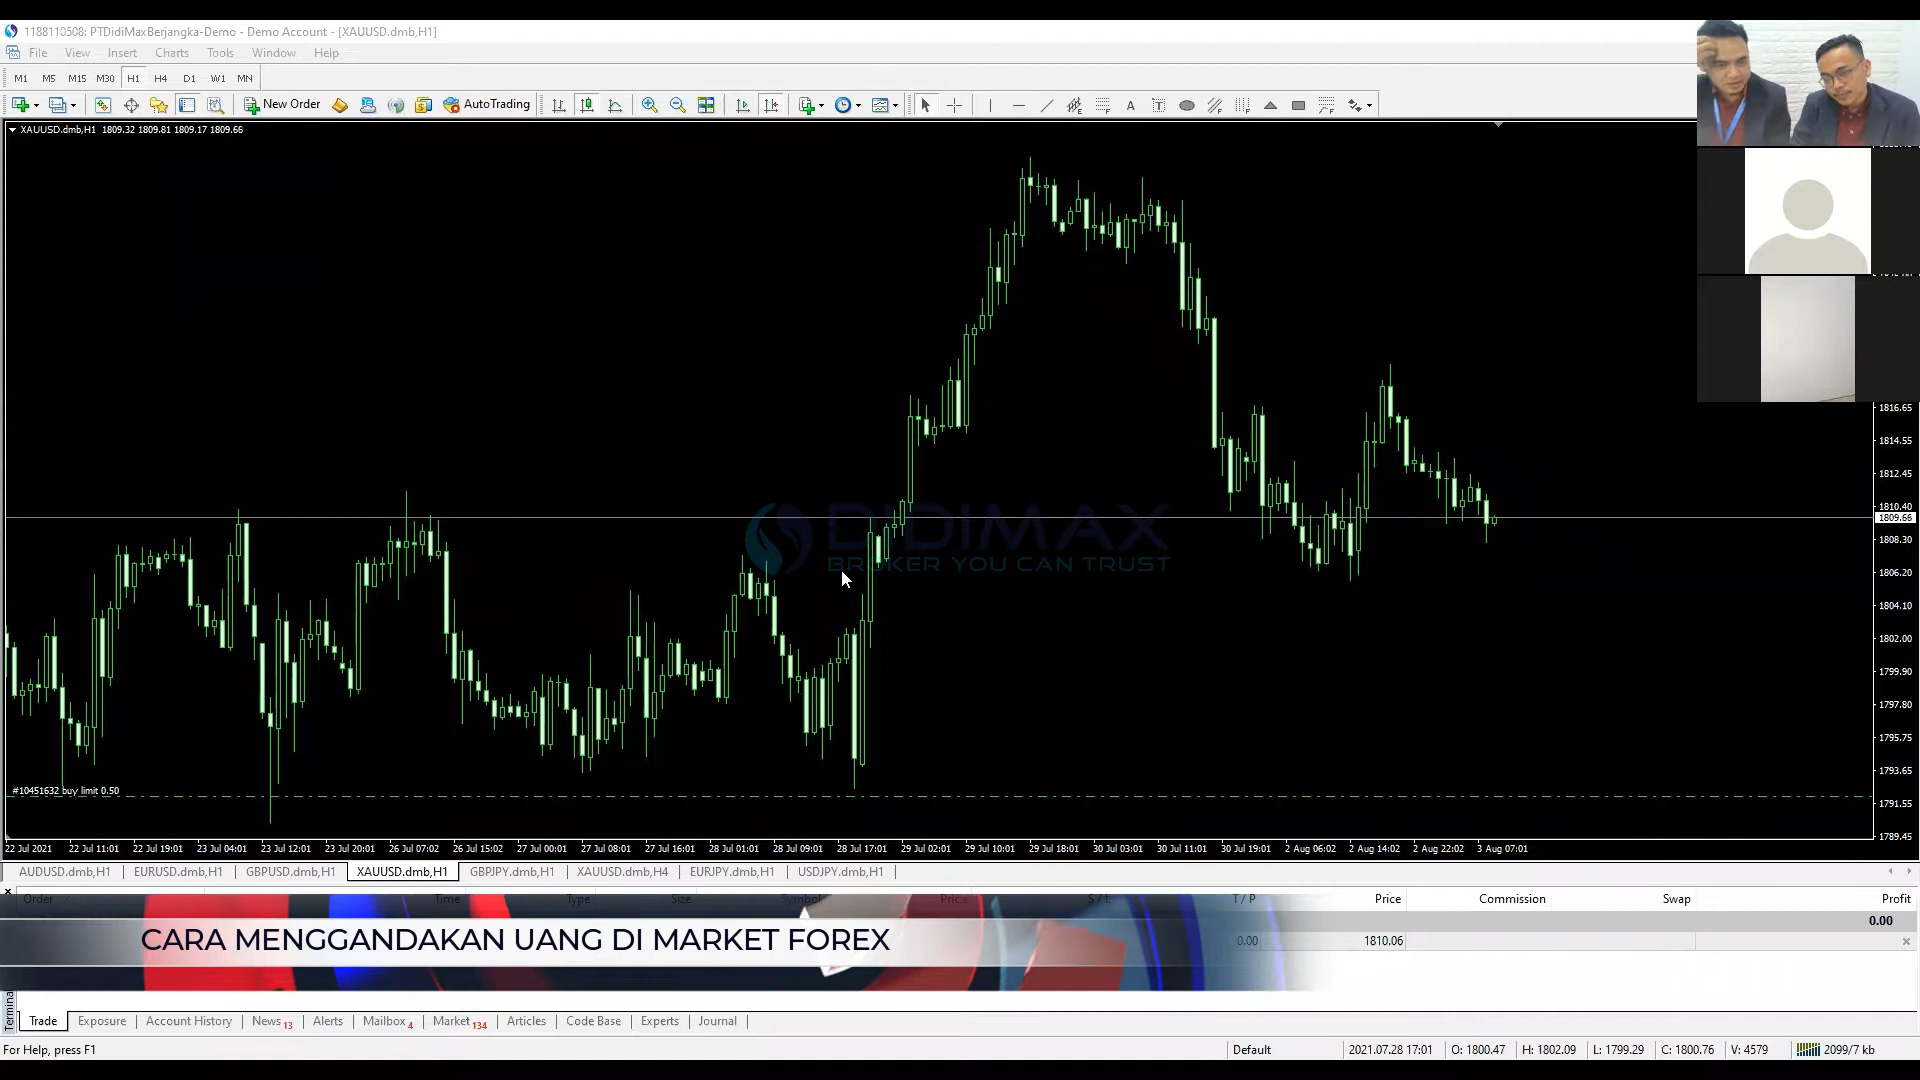 1188110508: PTDidiMaxBerjangka-Demo - Demo Account - [XAUUSD.dmb,H1]
File View Insert Charts Tools Window Help
M1 M5 M15 M30 H1 H4 D1 W1 MN
New Order AutoTrading A T
XAUUSD.dmb,H1 1809.32 1809.81 1809.17 1809.66
1816.65
1814.55
1812.45
1810.40
1809.66
1808.30
1806.20
1804.10
1802.00
1799.90
1797.80
1795.75
1793.65
1791.55
1789.45
DIDIMAX
BROKER YOU CAN TRUST
#10451632 buy limit 0.50
22 Jul 2021 22 Jul 11:01 22 Jul 19:01 23 Jul 04:01 23 Jul 12:01 23 Jul 20:01 26 Jul 07:02 26 Jul 15:02 27 Jul 00:01 27 Jul 08:01 27 Jul 16:01 28 Jul 01:01 28 Jul 09:01 28 Jul 17:01 29 Jul 02:01 29 Jul 10:01 29 Jul 18:01 30 Jul 03:01 30 Jul 11:01 30 Jul 19:01 2 Aug 06:02 2 Aug 14:02 2 Aug 22:02 3 Aug 07:01
AUDUSD.dmb,H1 EURUSD.dmb,H1 GBPUSD.dmb,H1 XAUUSD.dmb,H1 GBPJPY.dmb,H1 XAUUSD.dmb,H4 EURJPY.dmb,H1 USDJPY.dmb,H1
Order Time Type Size Symbol Price S / L T / P Price Commission Swap Profit
0.00
CARA MENGGANDAKAN UANG DI MARKET FOREX
0.00 1810.06
Trade Exposure Account History News 13 Alerts Mailbox 4 Market 134 Articles Code Base Experts Journal
Termina
For Help, press F1 Default 2021.07.28 17:01 O: 1800.47 H: 1802.09 L: 1799.29 C: 1800.76 V: 4579 2099/7 kb